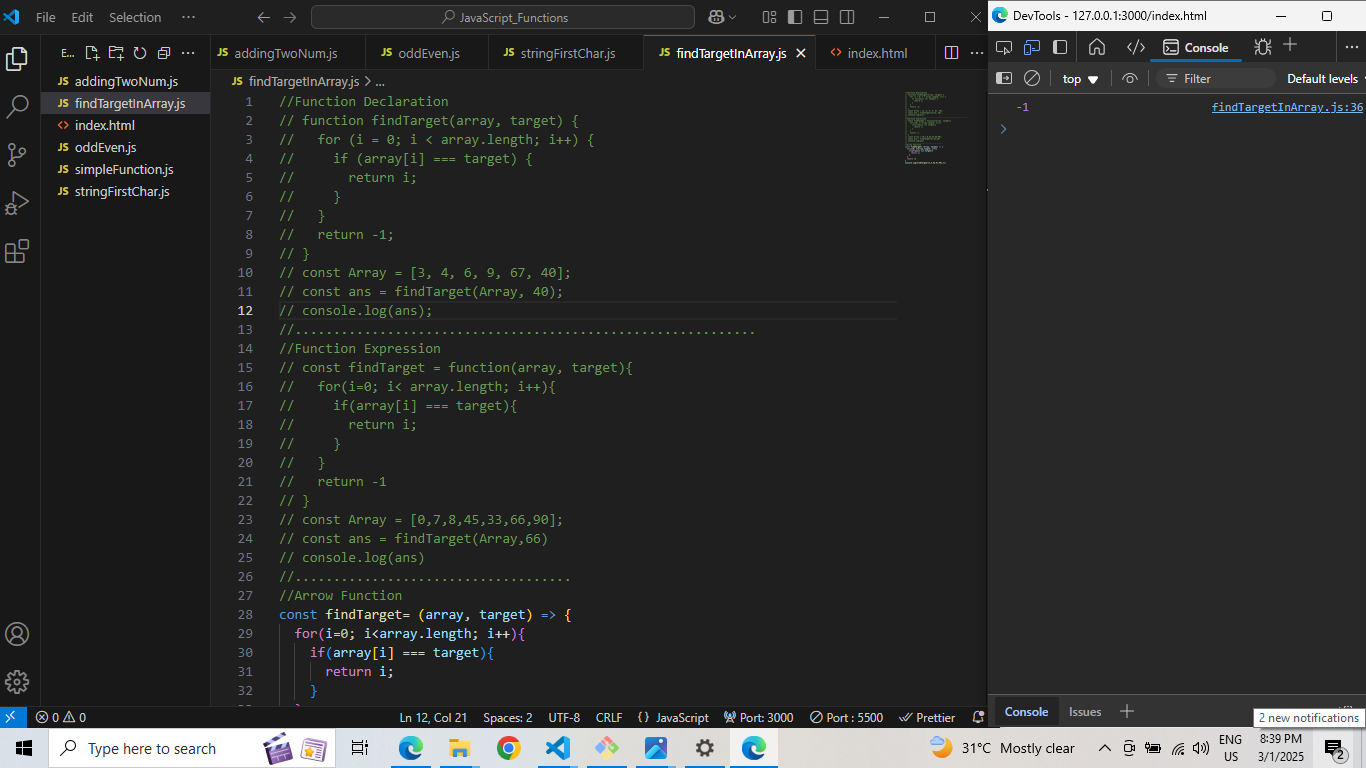 File Edit Selection ··· JavaScript_Functions
E...
addingTwoNum.js
findTargetInArray.js
index.html
oddEven.js
simpleFunction.js
stringFirstChar.js
addingTwoNum.js oddEven.js stringFirstChar.js findTargetInArray.js index.html
findTargetInArray.js > ...
1 //Function Declaration
2 // function findTarget(array, target) {
3 //   for (i = 0; i < array.length; i++) {
4 //     if (array[i] === target) {
5 //       return i;
6 //     }
7 //   }
8 //   return -1;
9 // }
10 // const Array = [3, 4, 6, 9, 67, 40];
11 // const ans = findTarget(Array, 40);
12 // console.log(ans);
13 //............................................................
14 //Function Expression
15 // const findTarget = function(array, target){
16 //   for(i=0; i< array.length; i++){
17 //     if(array[i] === target){
18 //       return i;
19 //     }
20 //   }
21 //   return -1
22 // }
23 // const Array = [0,7,8,45,33,66,90];
24 // const ans = findTarget(Array,66)
25 // console.log(ans)
26 //....................................
27 //Arrow Function
28 const findTarget= (array, target) => {
29   for(i=0; i<array.length; i++){
30     if(array[i] === target){
31       return i;
32     }
0 0 Ln 12, Col 21 Spaces: 2 UTF-8 CRLF {} JavaScript Port: 3000 Port : 5500 Prettier
DevTools - 127.0.0.1:3000/index.html
Console
top Filter Default levels
-1 findTargetInArray.js:36
Console Issues
2 new notifications
Type here to search 31°C Mostly clear ENG 8:39 PM
US 3/1/2025 2